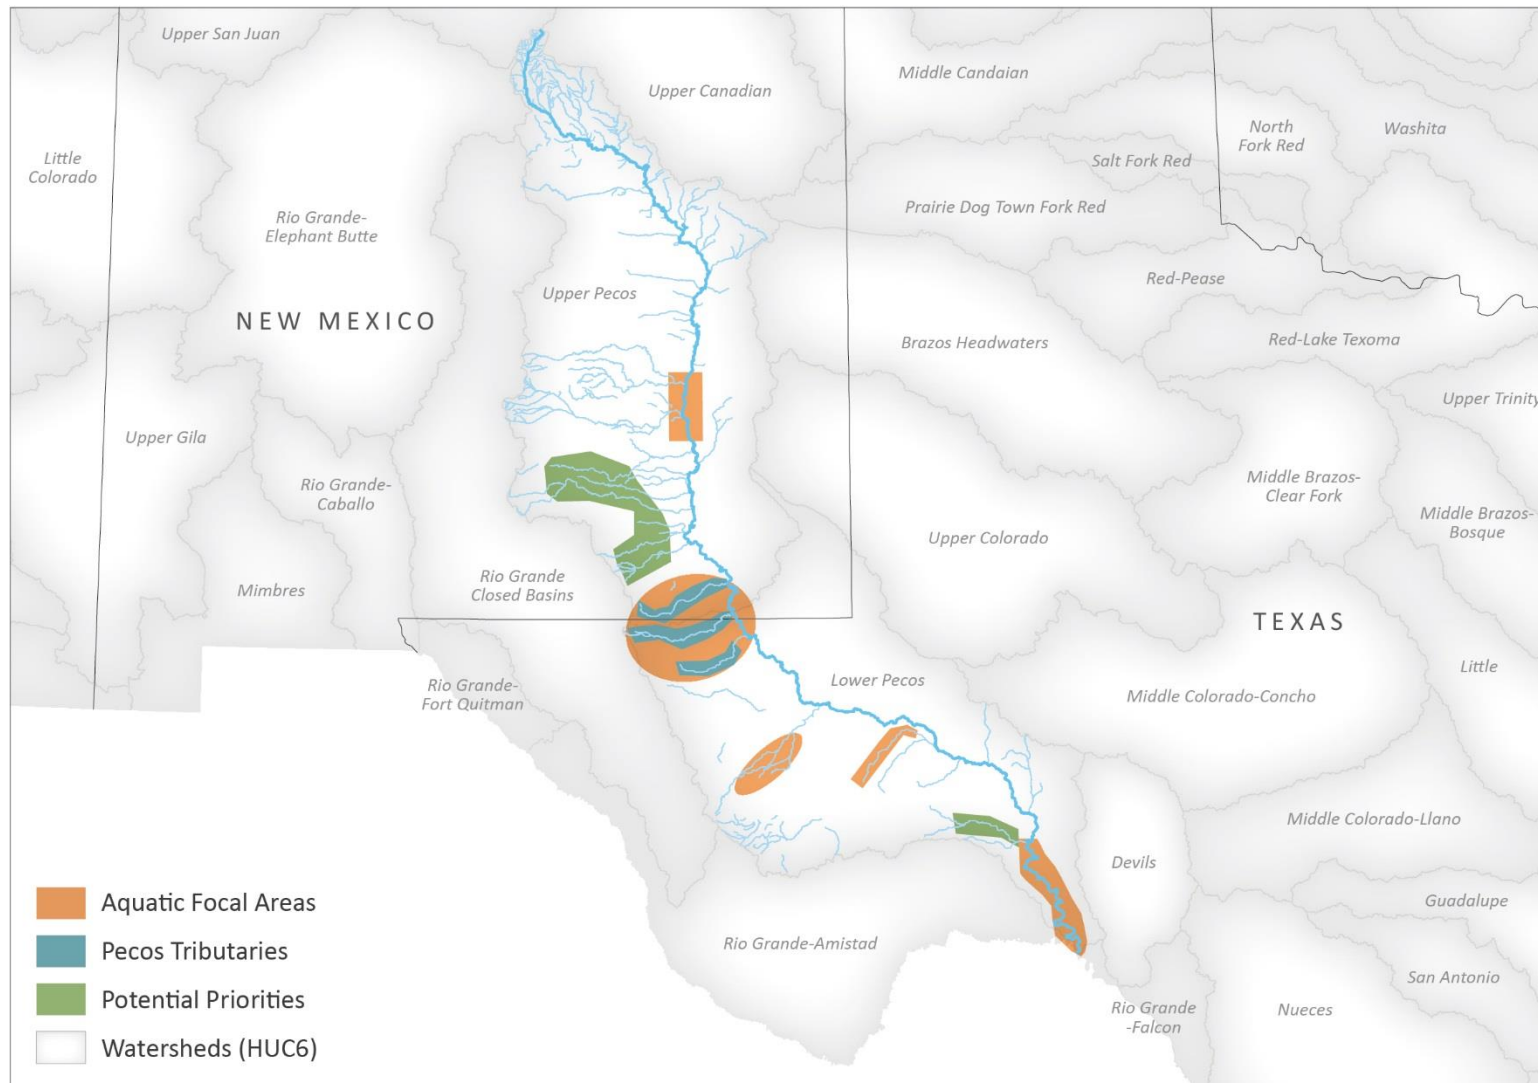 Upper San Juan
Middle Candaian
Upper Canadian
North
Fork Red
Washita
Little
Colorado
Salt Fork Red
Prairie Dog Town Fork Red
Rio Grande-
Elephant Butte
Red-Pease
Upper Pecos
NEW MEXICO
Brazos Headwaters
Red-Lake Texoma
Upper Trinity
Upper Gila
Rio Grande-
Caballo
Middle Brazos-
Clear Fork
Middle Brazos-
Bosque
Upper Colorado
Mimbres
Rio Grande
Closed Basins
TEXAS
Little
Rio Grande-
Fort Quitman
Lower Pecos
Middle Colorado-Concho
Middle Colorado-Llano
Devils
Guadalupe
Rio Grande-Amistad
San Antonio
Rio Grande
-Falcon
Nueces
Aquatic Focal Areas
Pecos Tributaries
Potential Priorities
Watersheds (HUC6)